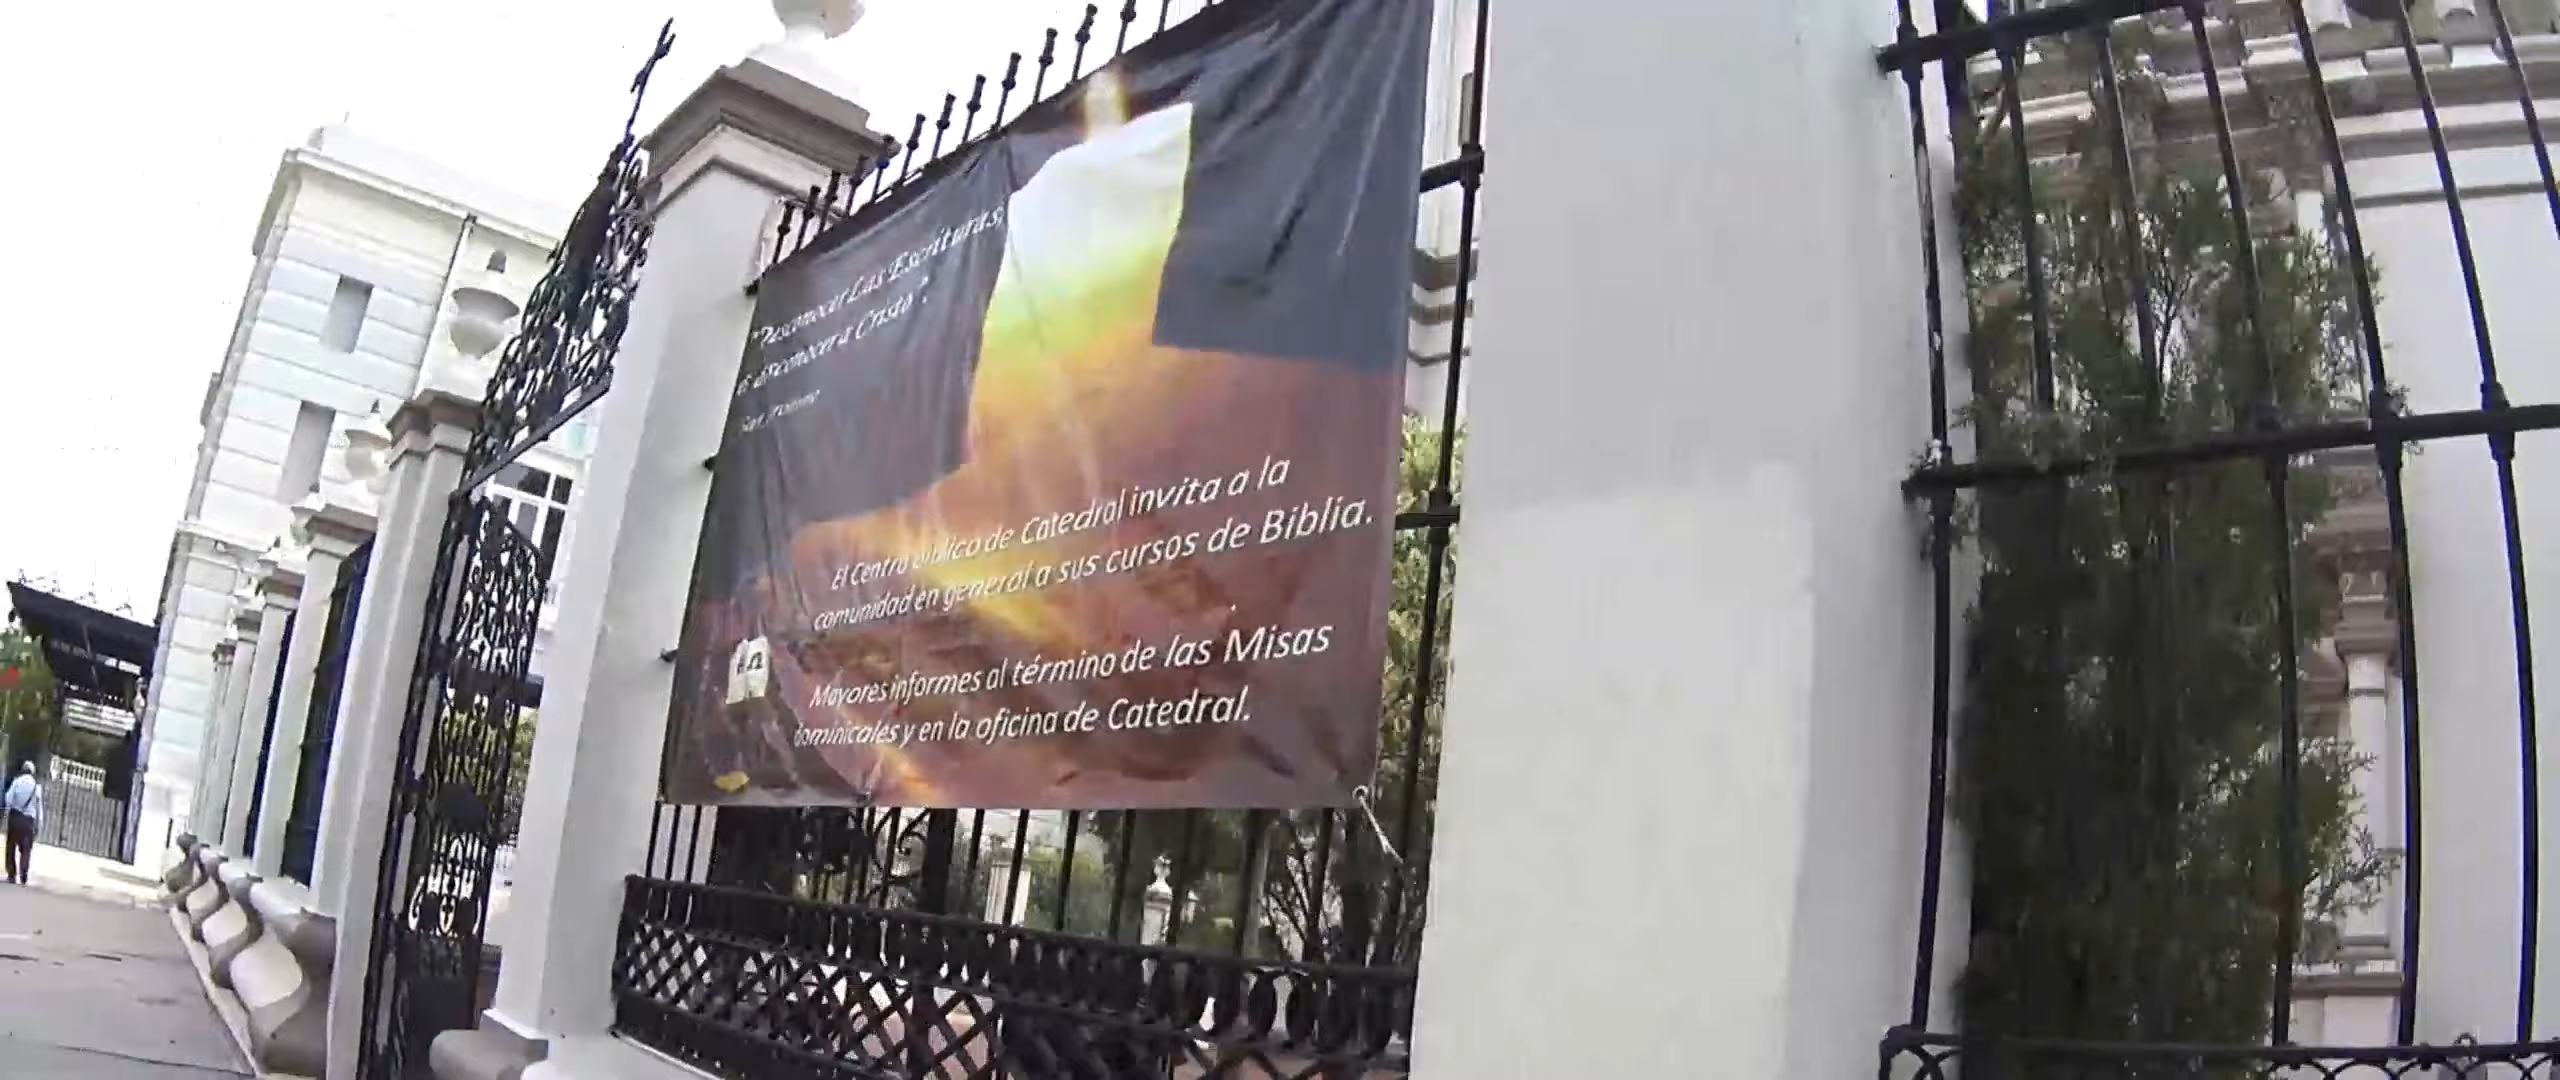 "Desconocer Las Escrituras,
es desconocer a Cristo".
San
El Centro Bíblico de Catedral invita a la
comunidad en general a sus cursos de Biblia.
Mayores informes al término de las Misas
dominicales y en la oficina de Catedral.